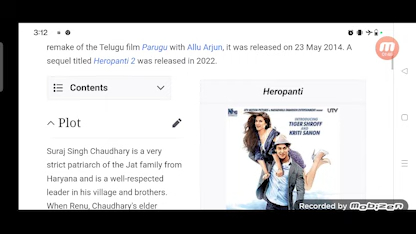 3:12
remake of the Telugu film Parugu with Allu Arjun, it was released on 23 May 2014. A
sequel titled Heropanti 2 was released in 2022.
Contents
Heropanti
Plot
Suraj Singh Chaudhary is a very
strict patriarch of the Jat family from
Haryana and is a well-respected
leader in his village and brothers.
When Renu, Chaudhary's elder
UTV
INTRODUCING
TIGER SHROFF
AND
KRITI SANON
Recorded by mobizen